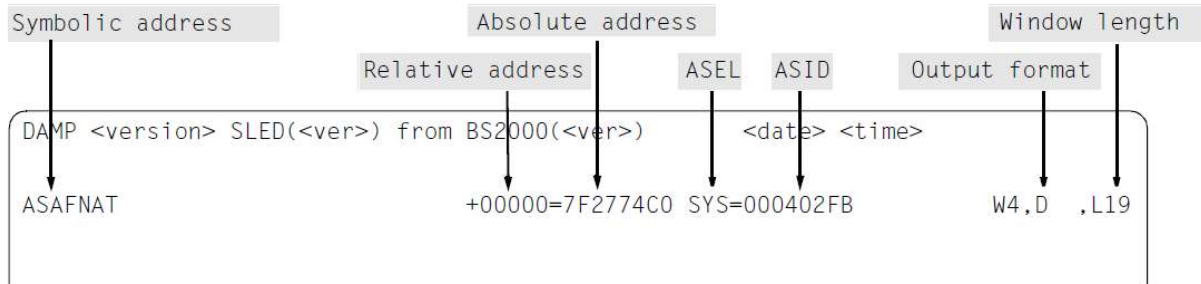 Symbolic address Absolute address Window length
Relative address ASEL ASID Output format
DAMP <version> SLED(<ver>) from BS2000(<ver>) <date> <time>
ASAFNAT +00000=7F2774C0 SYS=000402FB W4,D ,L19